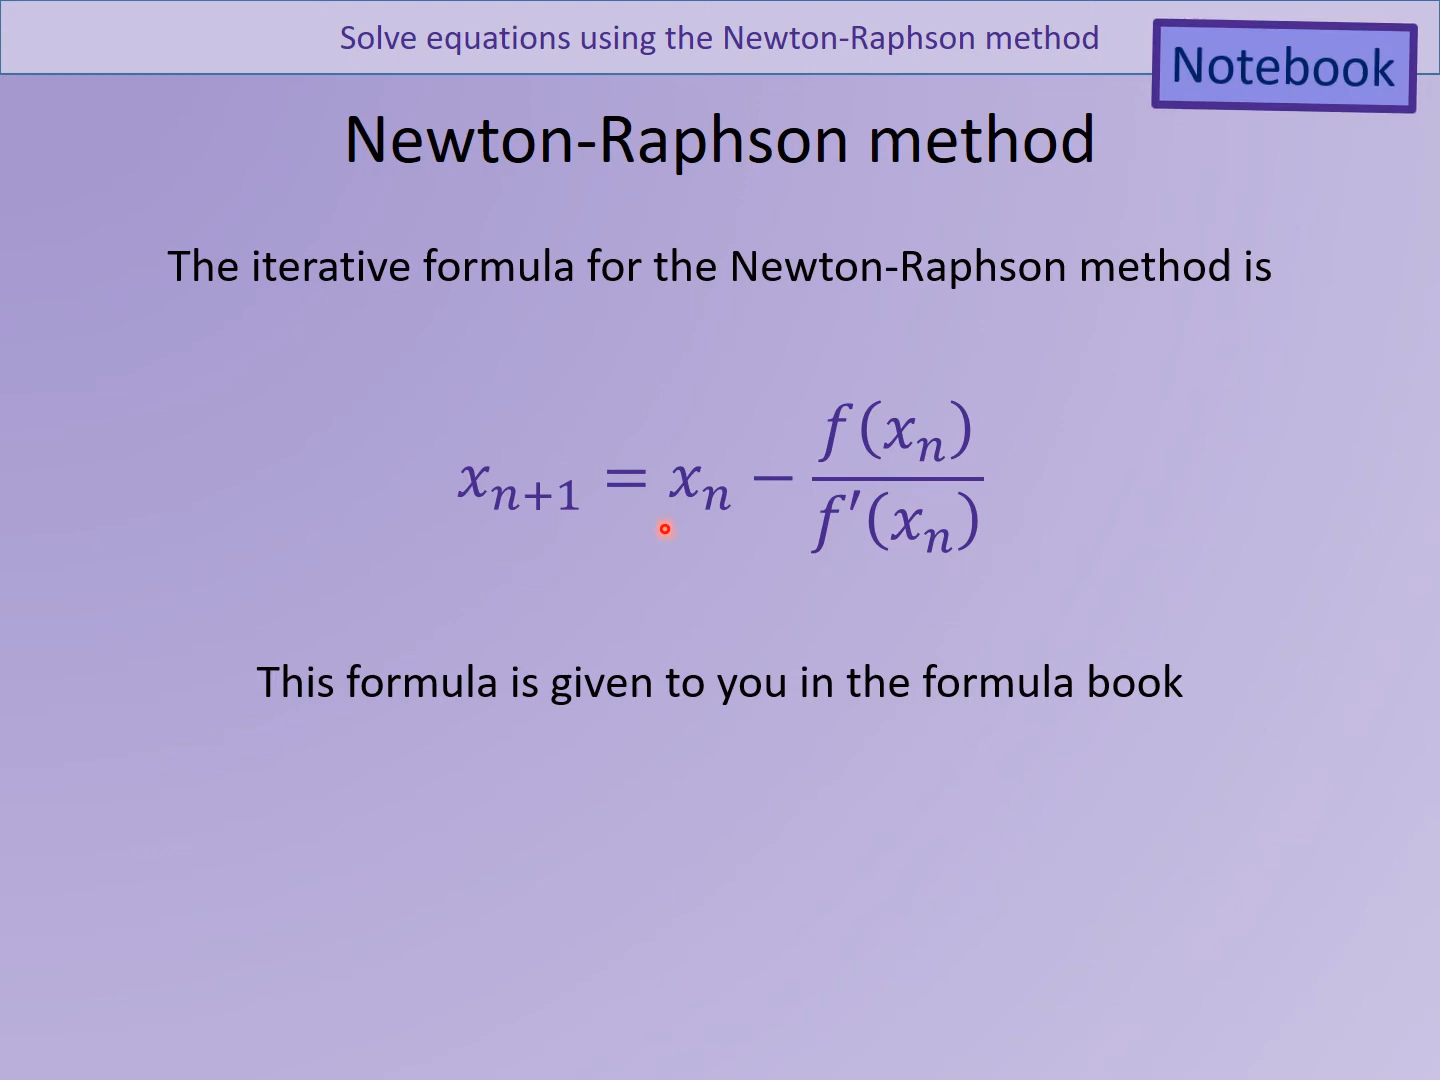 Solve equations using the Newton-Raphson method
Notebook
Newton-Raphson method
The iterative formula for the Newton-Raphson method is
$x_{n+1} = x_n - \frac{f(x_n)}{f'(x_n)}$
This formula is given to you in the formula book